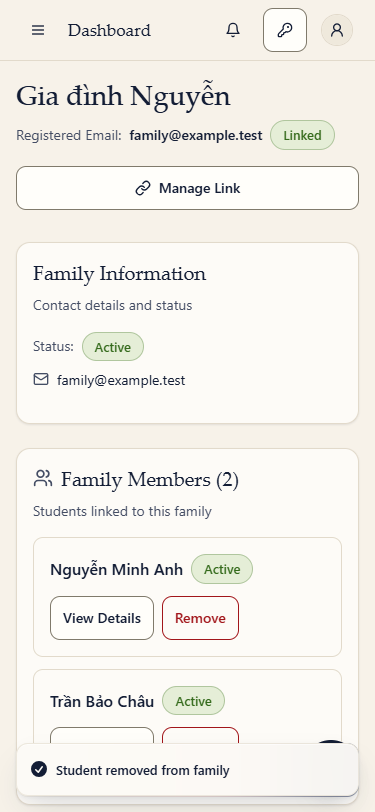 Dashboard
Gia đình Nguyễn
Registered Email: family@example.test Linked
Manage Link
Family Information
Contact details and status
Status: Active
family@example.test
Family Members (2)
Students linked to this family
Nguyễn Minh Anh Active
View Details Remove
Trần Bảo Châu Active
Student removed from family